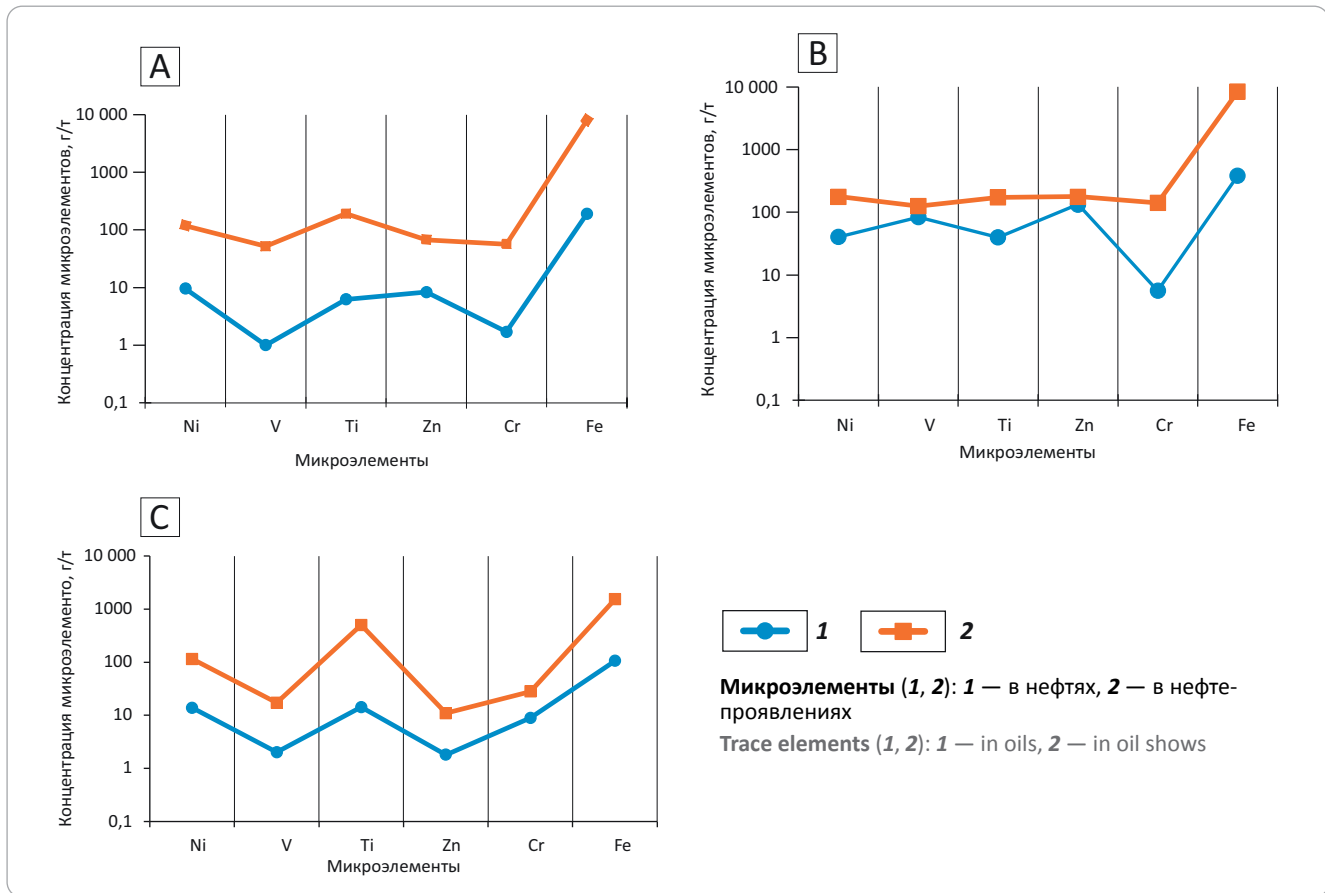 A
Концентрация микроэлементов, г/т
10 000
1000
100
10
1
0,1
Ni V Ti Zn Cr Fe
Микроэлементы
B
Концентрация микроэлементов, г/т
10 000
1000
100
10
1
0,1
Ni V Ti Zn Cr Fe
Микроэлементы
C
Концентрация микроэлементо, г/т
10 000
1000
100
10
1
0,1
Ni V Ti Zn Cr Fe
Микроэлементы
1 2
Микроэлементы (1, 2): 1 — в нефтях, 2 — в нефте-
проявлениях
Trace elements (1, 2): 1 — in oils, 2 — in oil shows